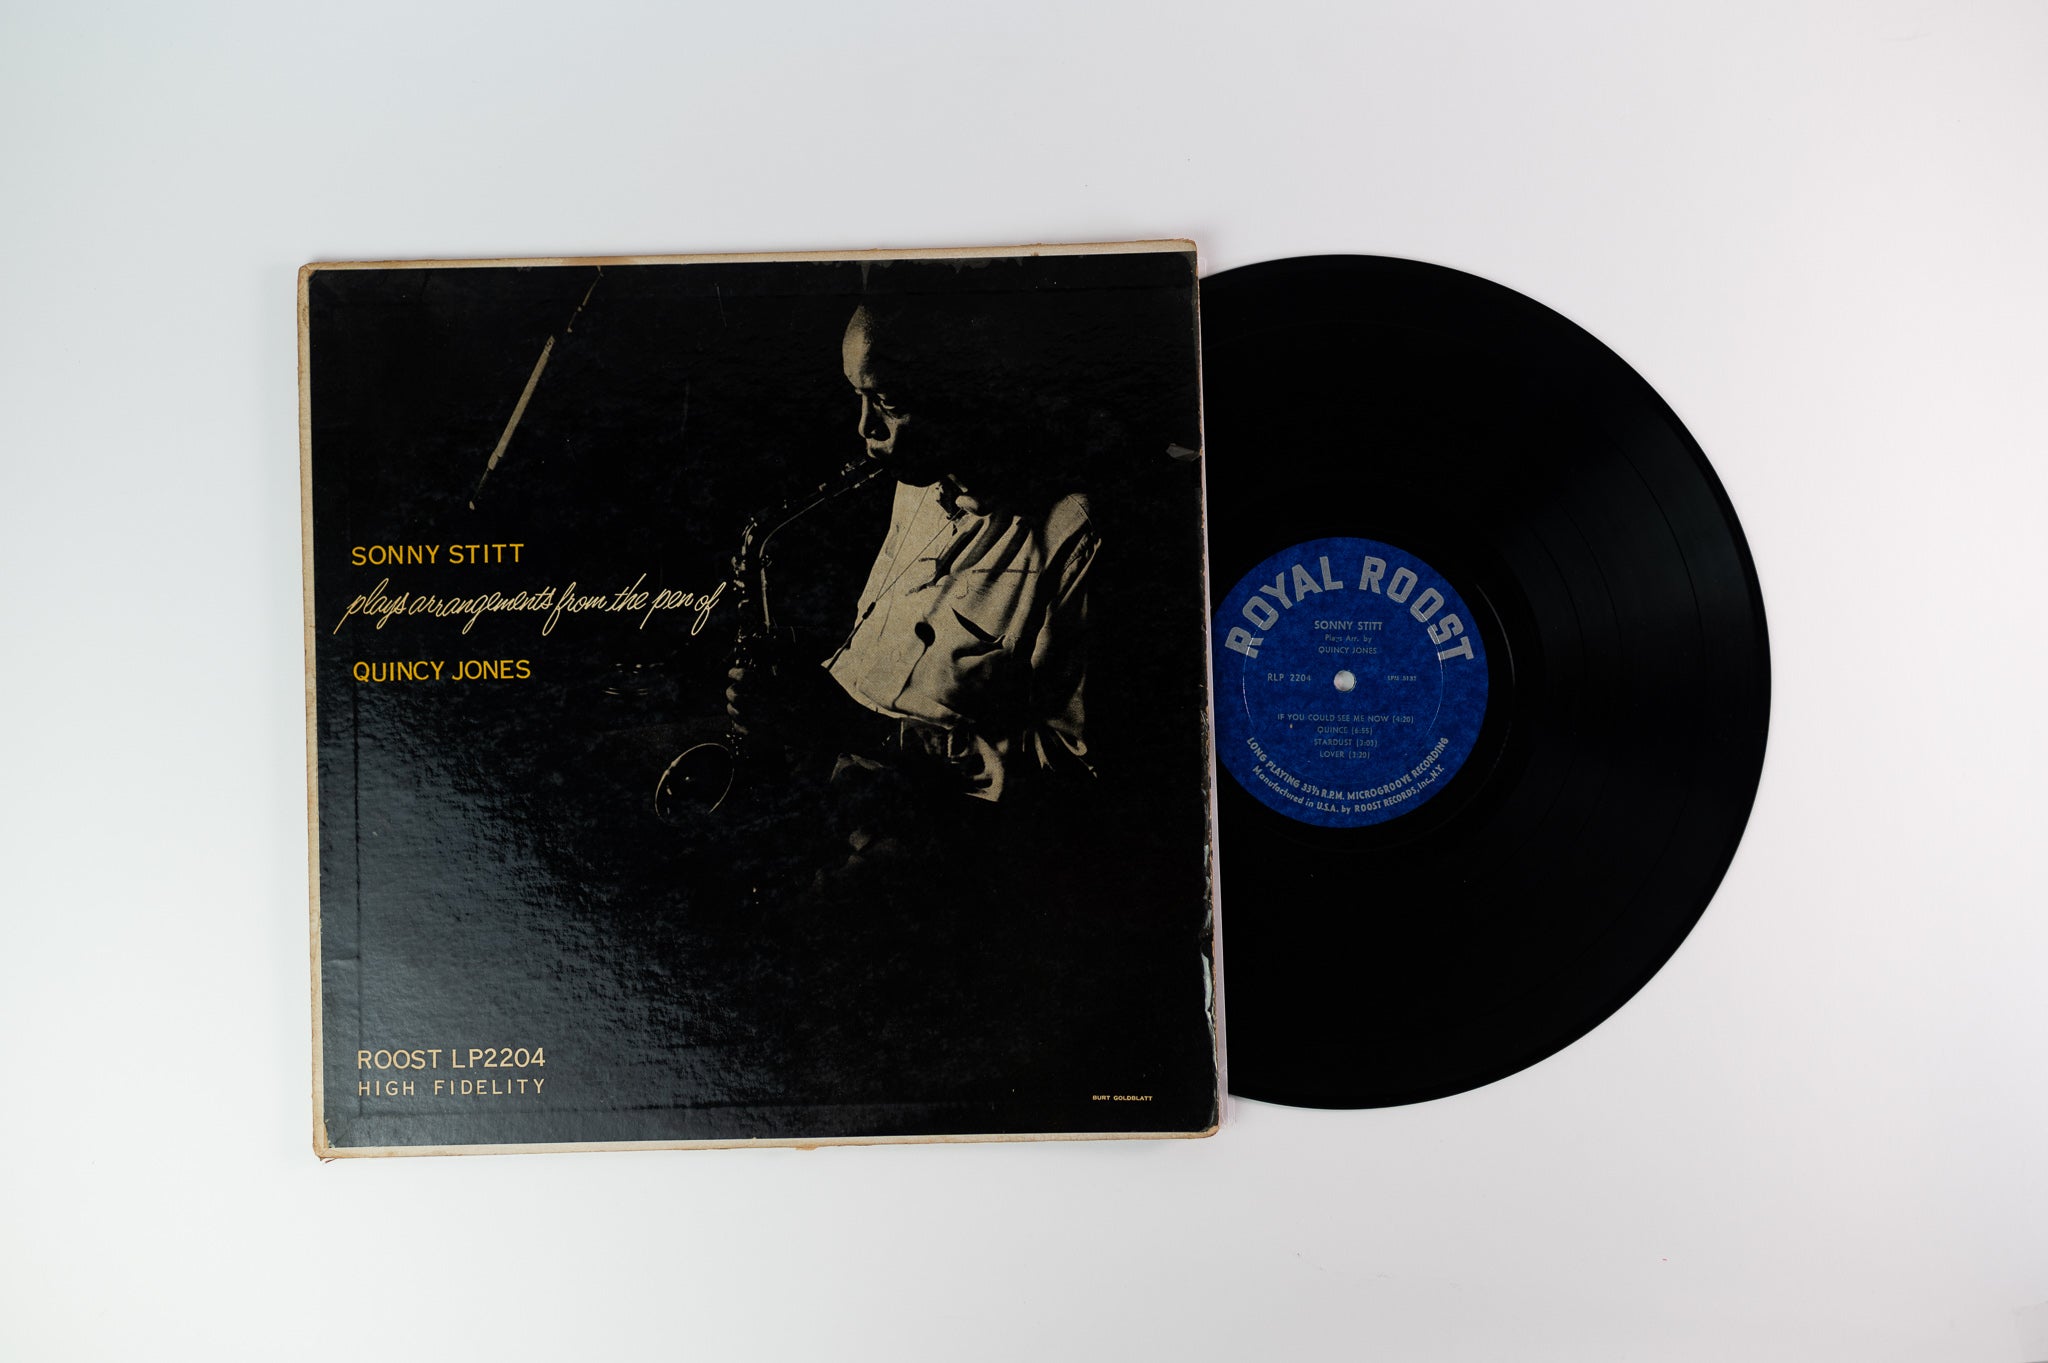 SONNY STITT
plays arrangements from the pen of
QUINCY JONES
ROOST LP2204
HIGH FIDELITY
BURT GOLDBLATT
ROYAL ROOST
SONNY STITT
Plays Arr. by
QUINCY JONES
RLP 2204
IF YOU COULD SEE ME NOW (4:20)
QUINCE (6:55)
STARDUST (3:03)
LOVER (3:20)
LONG PLAYING 33⅓ R.P.M. MICROGROOVE RECORDING
Manufactured in U.S.A. by ROOST RECORDS, Inc., N.Y.